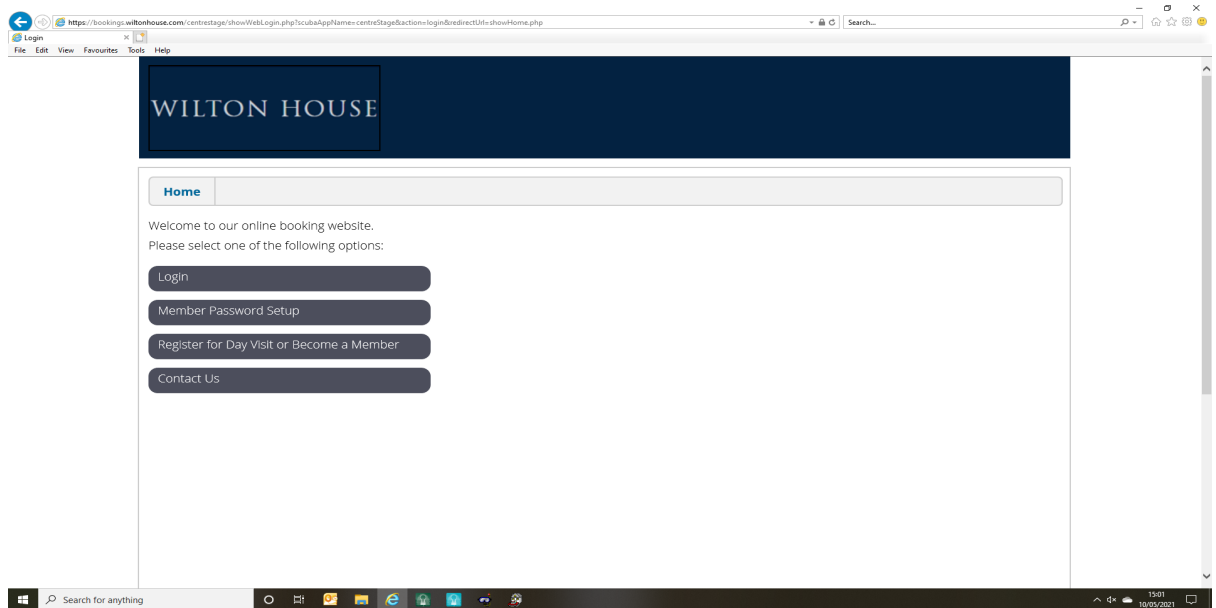 https://bookings.wiltonhouse.com/centrestage/showWebLogin.php?scubaAppName=centreStage&action=login&redirectUrl=showHome.php
Search...
Login
File Edit View Favourites Tools Help
WILTON HOUSE
Home
Welcome to our online booking website.
Please select one of the following options:
Login
Member Password Setup
Register for Day Visit or Become a Member
Contact Us
Search for anything
15:01
10/05/2021